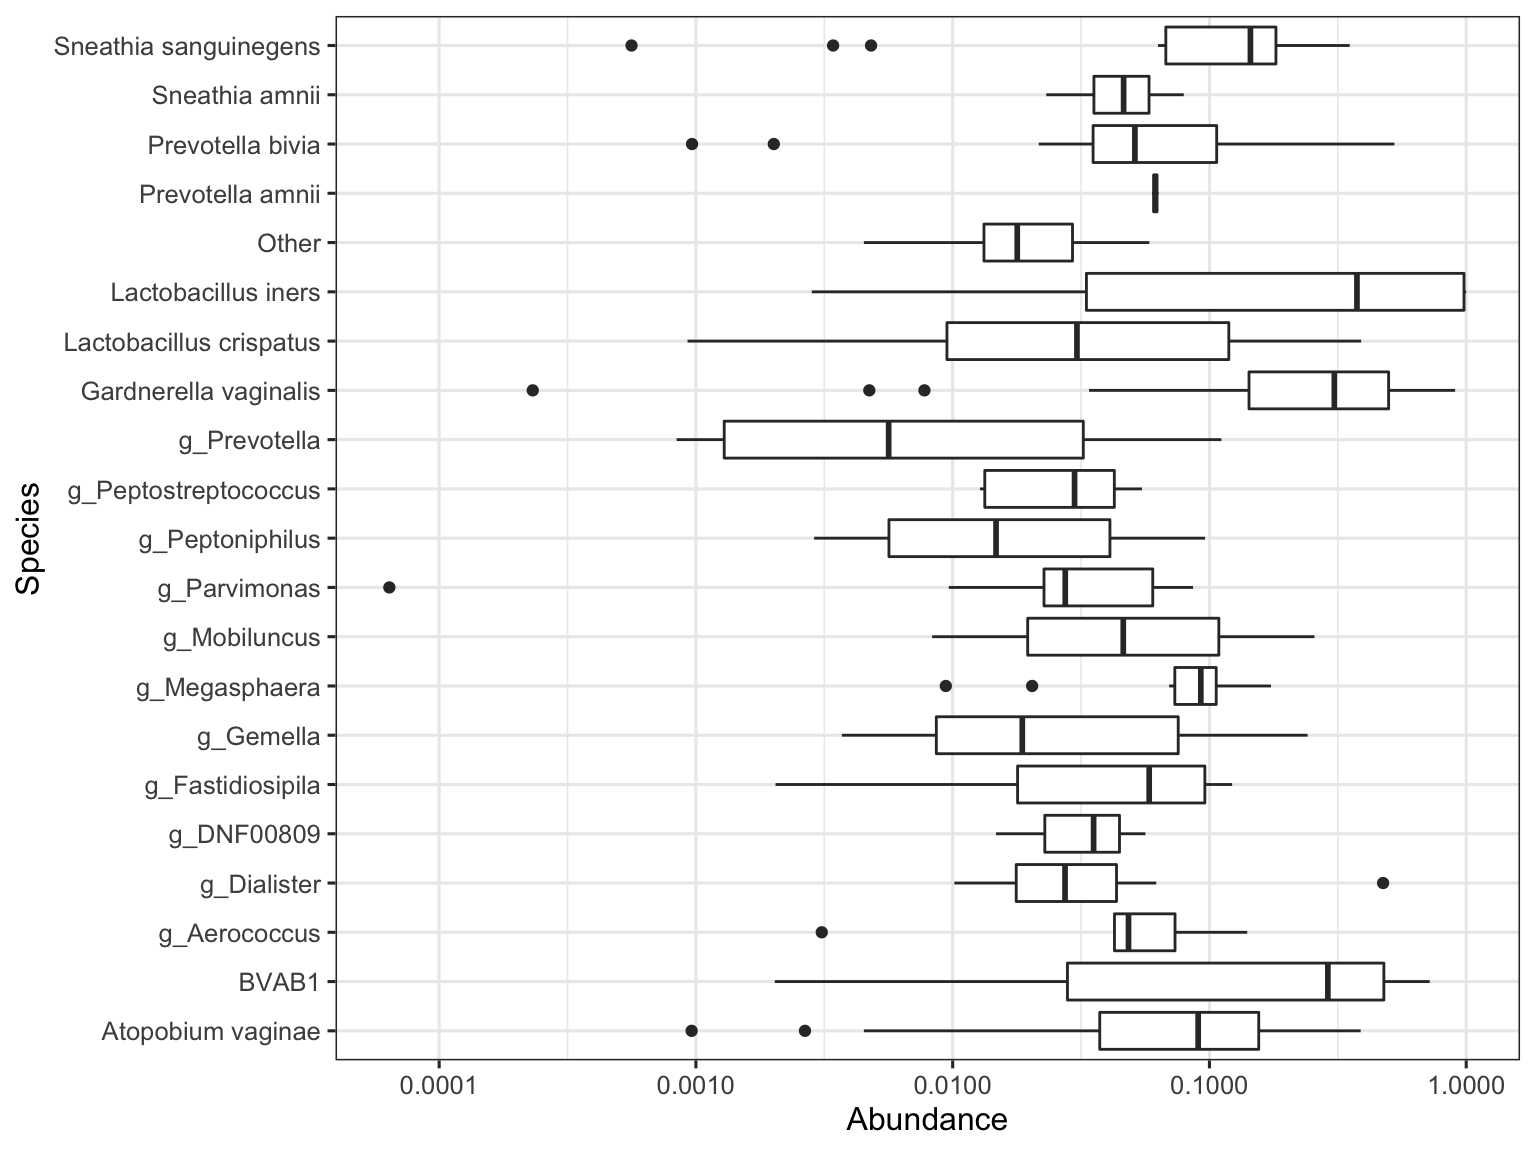 Sneathia sanguinegens
Sneathia amnii
Prevotella bivia
Prevotella amnii
Other
Lactobacillus iners
Lactobacillus crispatus
Gardnerella vaginalis
g_Prevotella
g_Peptostreptococcus
g_Peptoniphilus
g_Parvimonas
g_Mobiluncus
g_Megasphaera
g_Gemella
g_Fastidiosipila
g_DNF00809
g_Dialister
g_Aerococcus
BVAB1
Atopobium vaginae
Species
0.0001 0.0010 0.0100 0.1000 1.0000
Abundance